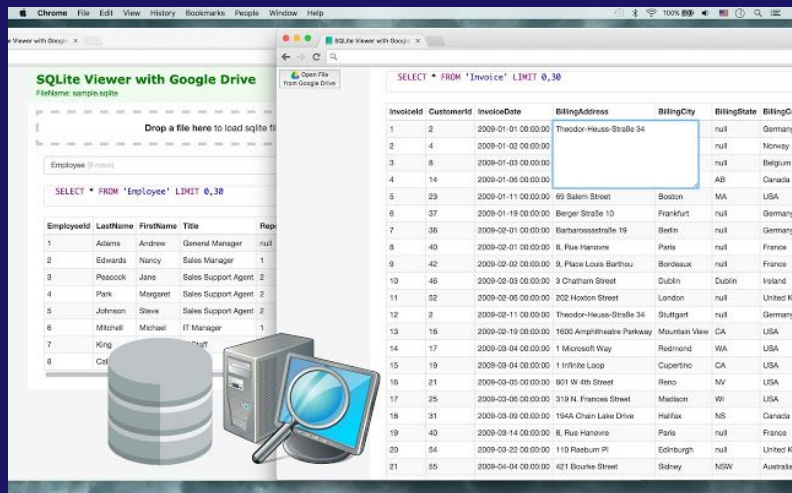 Chrome File Edit View History Bookmarks People Window Help 100%
SQLite Viewer with Google Drive
FileName: sample.sqlite
Drop a file here to load sqlite
Employee (8 rows)
SELECT * FROM 'Employee' LIMIT 0,30
EmployeeId LastName FirstName Title
1 Adams Andrew General Manager null
2 Edwards Nancy Sales Manager 1
3 Peacock Jane Sales Support Agent 2
4 Park Margaret Sales Support Agent 2
5 Johnson Steve Sales Support Agent 2
6 Mitchell Michael IT Manager 1
7 King
8
SQLite Viewer with Google
Open File
from Google Drive
SELECT * FROM 'Invoice' LIMIT 0,30
InvoiceId CustomerId InvoiceDate BillingAddress BillingCity BillingState
1 2 2009-01-01 00:00:00 Theodor-Heuss-Straße 34 null Germany
2 4 2009-01-02 00:00:00 null Norway
3 8 2009-01-03 00:00:00 null Belgium
4 14 2009-01-06 00:00:00 AB Canada
5 23 2009-01-11 00:00:00 69 Salem Street Boston MA USA
6 37 2009-01-19 00:00:00 Berger Straße 10 Frankfurt null Germany
7 38 2009-02-01 00:00:00 Barbarossastraße 19 Berlin null Germany
8 40 2009-02-01 00:00:00 8, Rue Hanovre Paris null France
9 42 2009-02-02 00:00:00 9, Place Louis Barthou Bordeaux null France
10 46 2009-02-03 00:00:00 3 Chatham Street Dublin Dublin Ireland
11 52 2009-02-06 00:00:00 202 Hoxton Street London null United
12 2 2009-02-11 00:00:00 Theodor-Heuss-Straße 34 Stuttgart null Germany
13 16 2009-02-19 00:00:00 1600 Amphitheatre Parkway Mountain View CA USA
14 17 2009-03-04 00:00:00 1 Microsoft Way Redmond WA USA
15 19 2009-03-04 00:00:00 1 Infinite Loop Cupertino CA USA
16 21 2009-03-05 00:00:00 801 W 4th Street Reno NV USA
17 25 2009-03-06 00:00:00 319 N. Frances Street Madison WI USA
18 31 2009-03-09 00:00:00 194A Chain Lake Drive Halifax NS Canada
19 40 2009-03-14 00:00:00 8, Rue Hanovre Paris null France
20 54 2009-03-22 00:00:00 110 Raeburn Pl Edinburgh null United
21 55 2009-04-04 00:00:00 421 Bourke Street Sidney NSW Australia